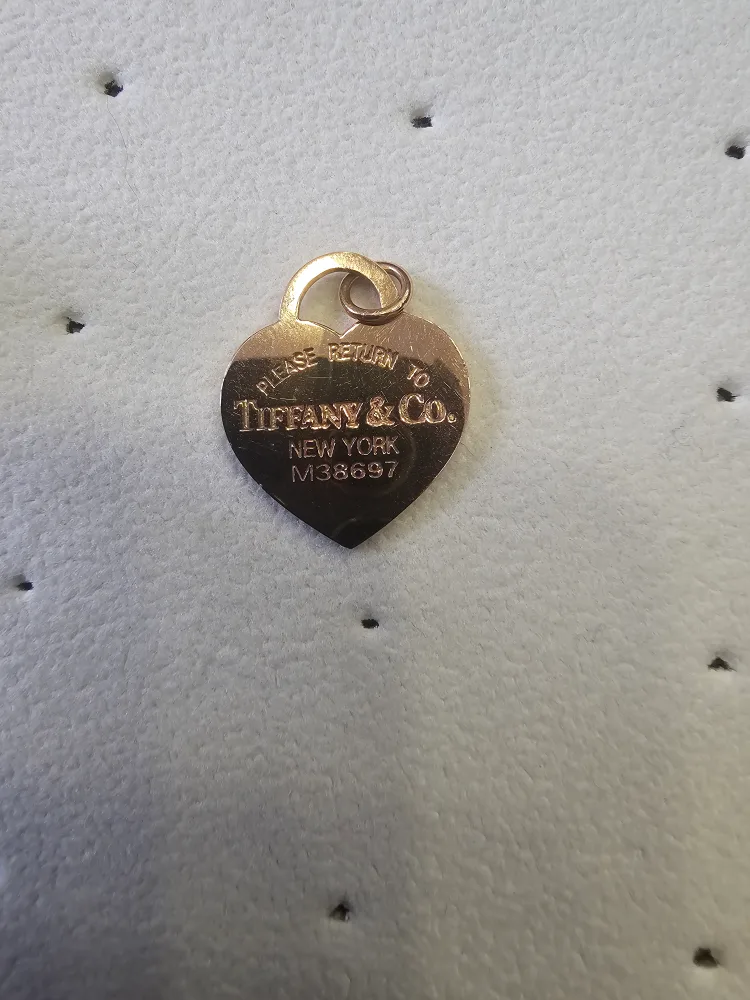 PLEASE RETURN TO
TIFFANY & CO.
NEW YORK
M38697